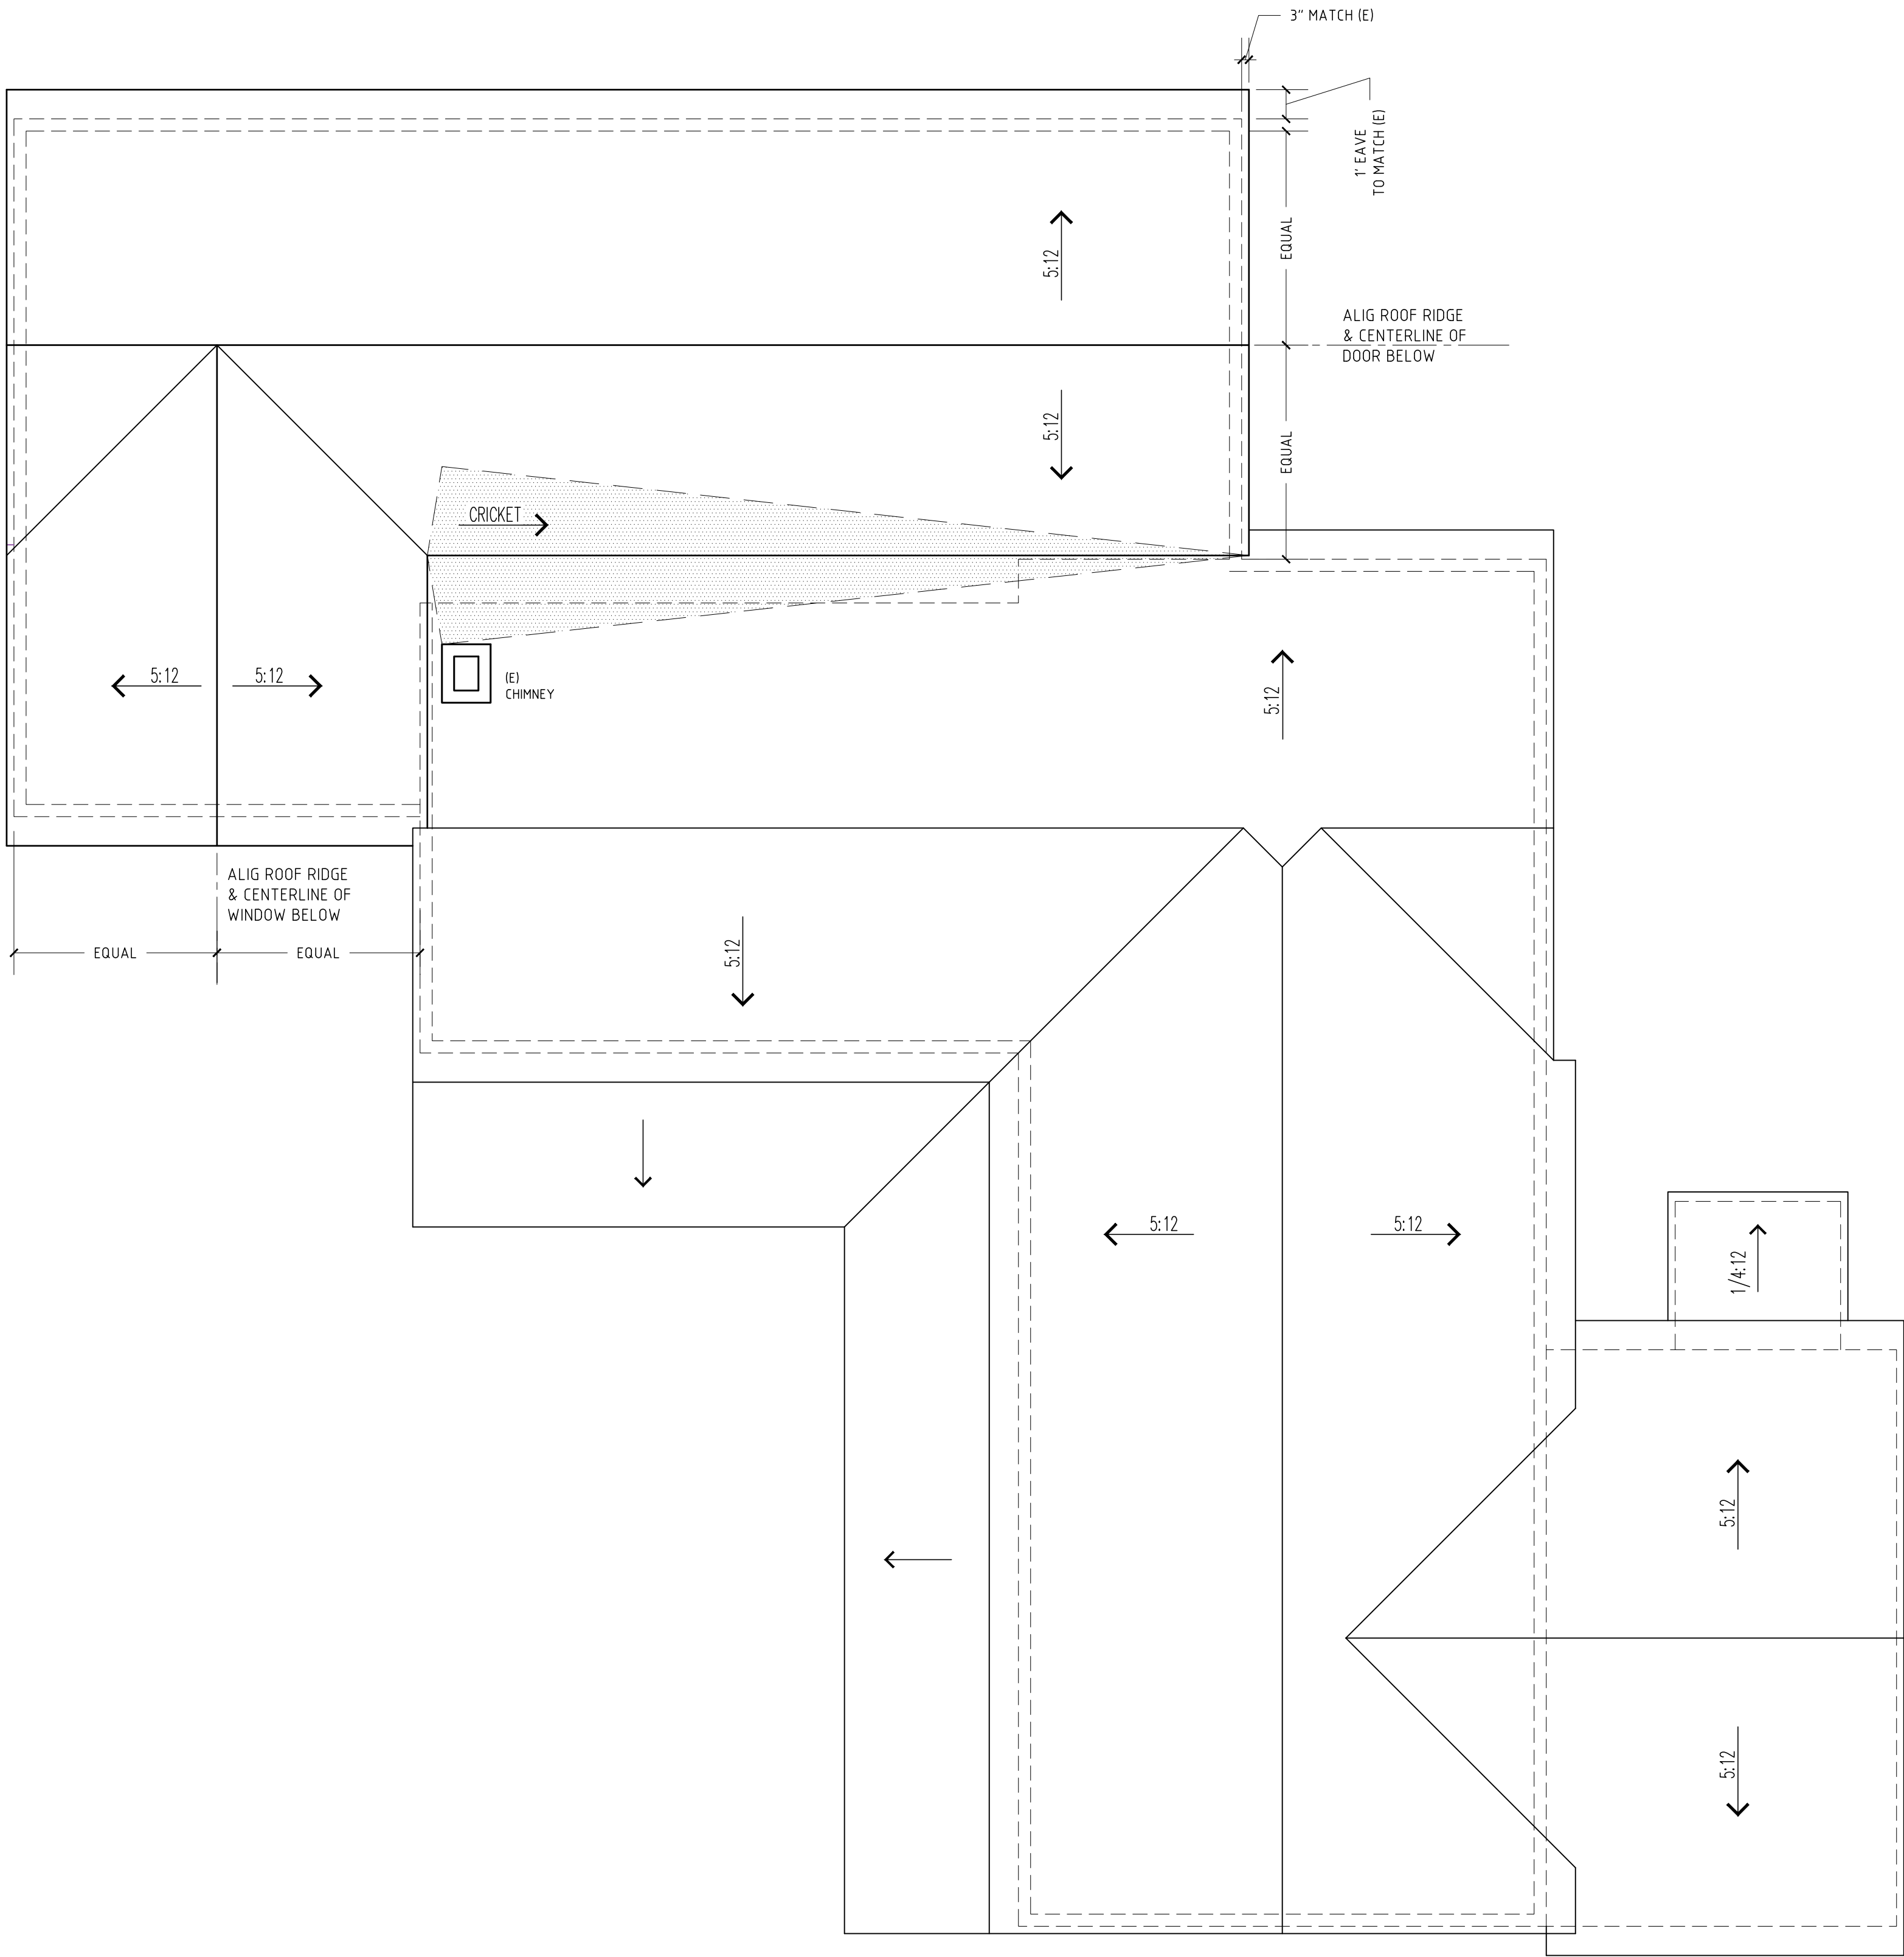 3" MATCH (E)
1' EAVE
TO MATCH (E)
EQUAL
5:12
ALIG ROOF RIDGE
& CENTERLINE OF
DOOR BELOW
5:12
EQUAL
CRICKET
5:12
5:12
(E)
CHIMNEY
5:12
ALIG ROOF RIDGE
& CENTERLINE OF
WINDOW BELOW
EQUAL
EQUAL
5:12
5:12
5:12
1/4:12
5:12
5:12